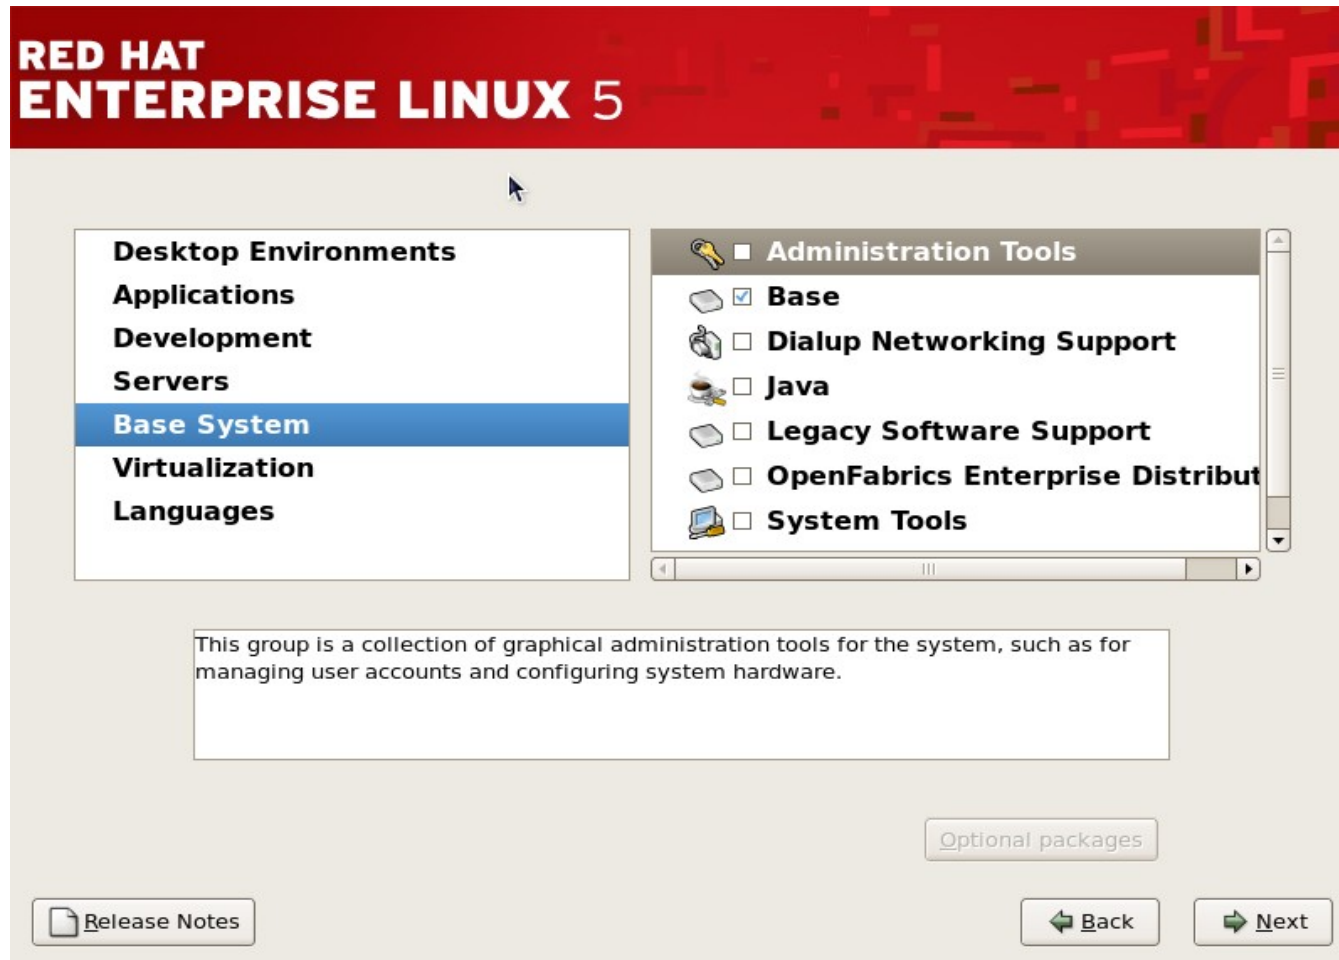 RED HAT
ENTERPRISE LINUX 5
Desktop Environments
Applications
Development
Servers
Base System
Virtualization
Languages
Administration Tools
Base
Dialup Networking Support
Java
Legacy Software Support
OpenFabrics Enterprise Distribut
System Tools
This group is a collection of graphical administration tools for the system, such as for
managing user accounts and configuring system hardware.
Optional packages
Release Notes
Back
Next